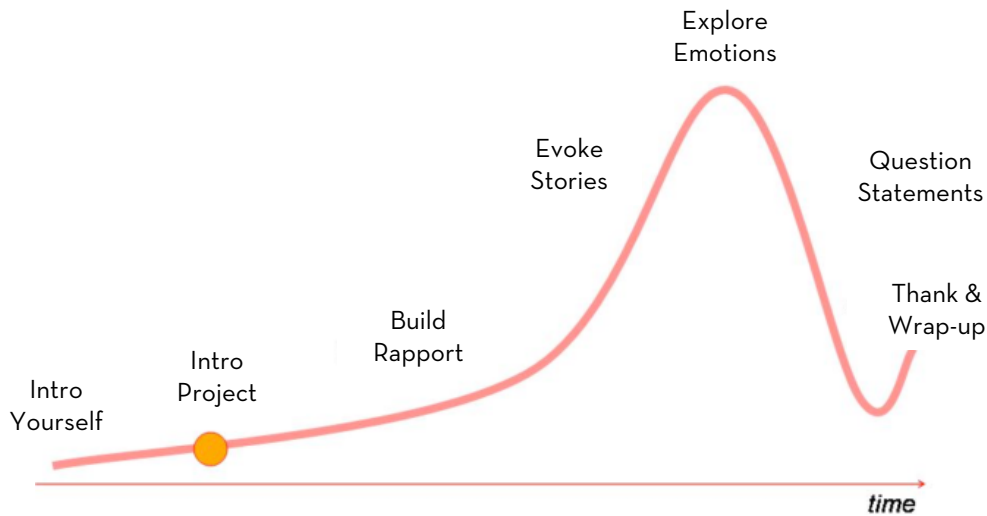 Intro
Yourself
Intro
Project
Build
Rapport
Evoke
Stories
Explore
Emotions
Question
Statements
Thank &
Wrap-up
time